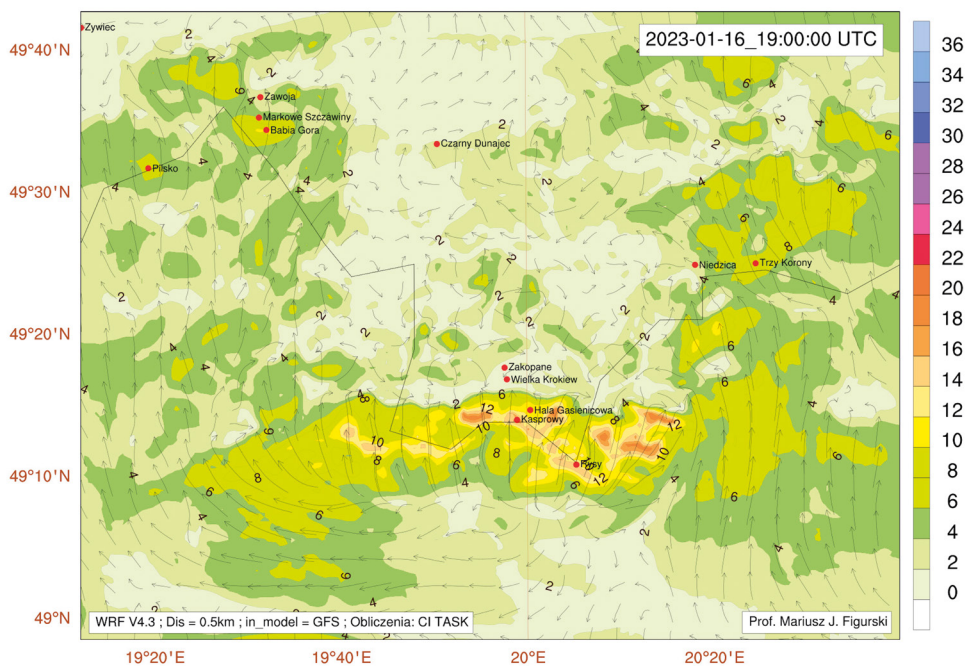 2023-01-16_19:00:00 UTC
49°40'N
49°30'N
49°20'N
49°10'N
49°N
Zywiec
Zawoja
Markowe Szczawiny
Babia Gora
Pilsko
Czarny Dunajec
Niedzica
Trzy Korony
Zakopane
Wielka Krokiew
Hala Gasienicowa
Kasprowy
Rysy
WRF V4.3 ; Dis = 0.5km ; in_model = GFS ; Obliczenia: CI TASK
Prof. Mariusz J. Figurski
19°20'E
19°40'E
20°E
20°20'E
36
34
32
30
28
26
24
22
20
18
16
14
12
10
8
6
4
2
0